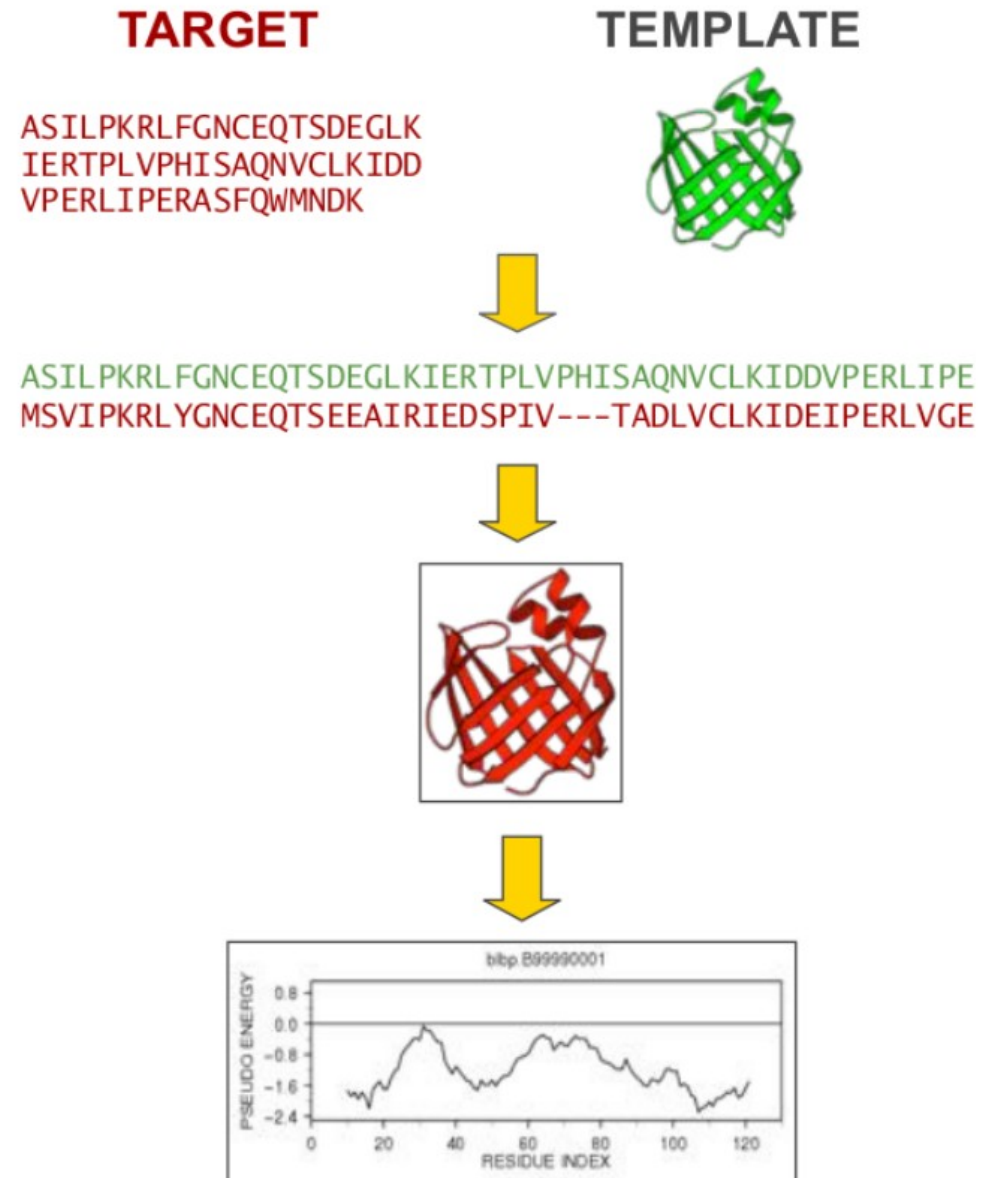 TARGET
TEMPLATE
ASILPKRLFGNCEQTSDEGLK
IERTPLVPHISAQNVCLKIDD
VPERLIPERASFQWMNDK
ASILPKRLFGNCEQTSDEGLKIERTPLVPHISAQNVCLKIDDVPERLIPE
MSVIPKRLYGNCEQTSEEAIRIEDSPIV---TADLVCLKIDEIPERLVGE
blbp.B99990001
PSEUDO ENERGY
0.8
0.0
-0.8
-1.6
-2.4
0 20 40 60 80 100 120
RESIDUE INDEX